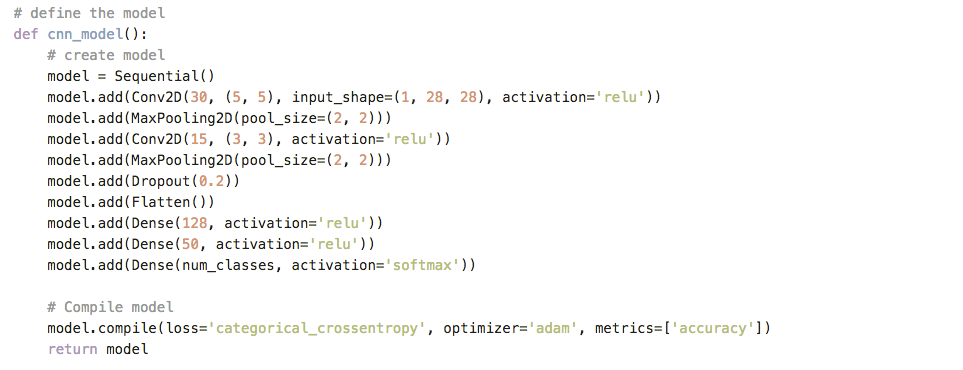 # define the model
def cnn_model():
    # create model
    model = Sequential()
    model.add(Conv2D(30, (5, 5), input_shape=(1, 28, 28), activation='relu'))
    model.add(MaxPooling2D(pool_size=(2, 2)))
    model.add(Conv2D(15, (3, 3), activation='relu'))
    model.add(MaxPooling2D(pool_size=(2, 2)))
    model.add(Dropout(0.2))
    model.add(Flatten())
    model.add(Dense(128, activation='relu'))
    model.add(Dense(50, activation='relu'))
    model.add(Dense(num_classes, activation='softmax'))
    # Compile model
    model.compile(loss='categorical_crossentropy', optimizer='adam', metrics=['accuracy'])
    return model